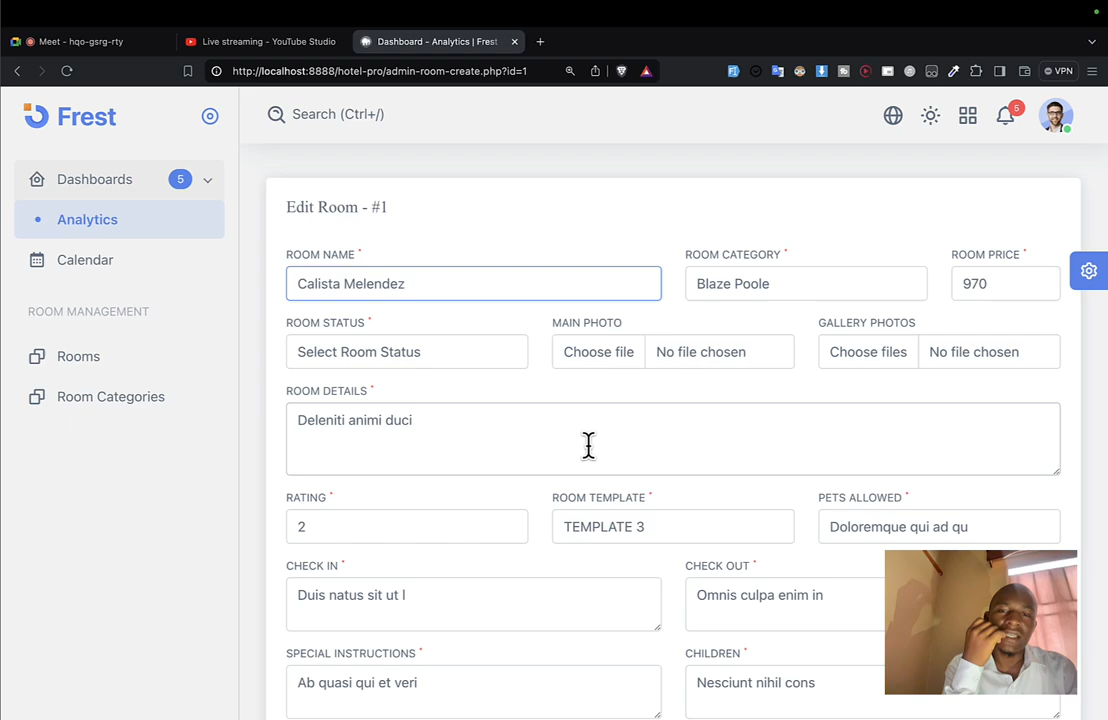 Meet - hqo-gsrg-rty
Live streaming - YouTube Studio
Dashboard - Analytics | Frest
http://localhost:8888/hotel-pro/admin-room-create.php?id=1
VPN
Frest
Search (Ctrl+/)
5
Dashboards
5
Analytics
Calendar
ROOM MANAGEMENT
Rooms
Room Categories
Edit Room - #1
ROOM NAME *
ROOM CATEGORY *
ROOM PRICE *
Calista Melendez
Blaze Poole
970
ROOM STATUS *
MAIN PHOTO
GALLERY PHOTOS
Select Room Status
Choose file
No file chosen
Choose files
No file chosen
ROOM DETAILS *
Deleniti animi duci
RATING *
ROOM TEMPLATE *
PETS ALLOWED *
2
TEMPLATE 3
Doloremque qui ad qu
CHECK IN *
CHECK OUT *
Duis natus sit ut l
Omnis culpa enim in
SPECIAL INSTRUCTIONS *
CHILDREN *
Ab quasi qui et veri
Nesciunt nihil cons